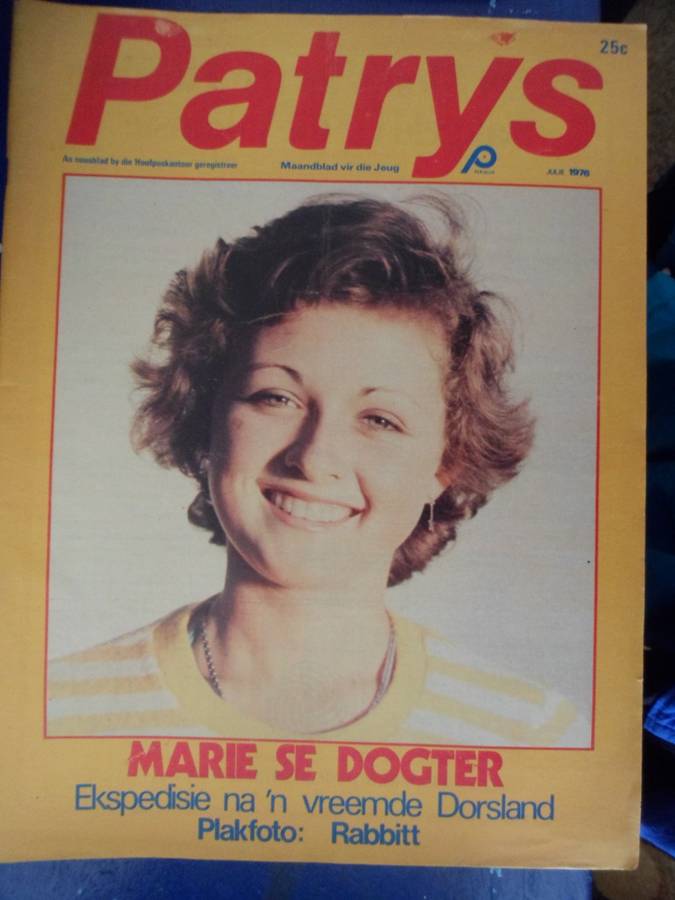 Patrys
25c
As nuusblad by die Hoofposkantoor geregistreer
Maandblad vir die Jeug
JULIE 1976
MARIE SE DOGTER
Ekspedisie na 'n vreemde Dorsland
Plakfoto: Rabbitt